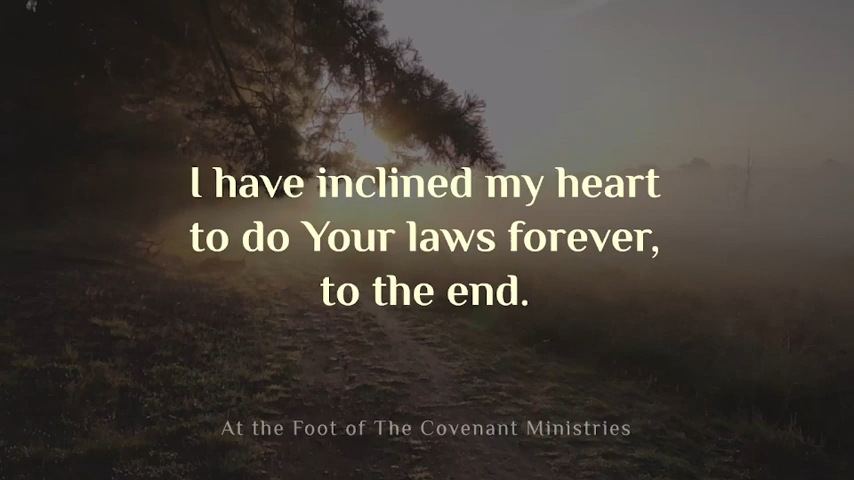 I have inclined my heart
to do Your laws forever,
to the end.
At the Foot of The Covenant Ministries